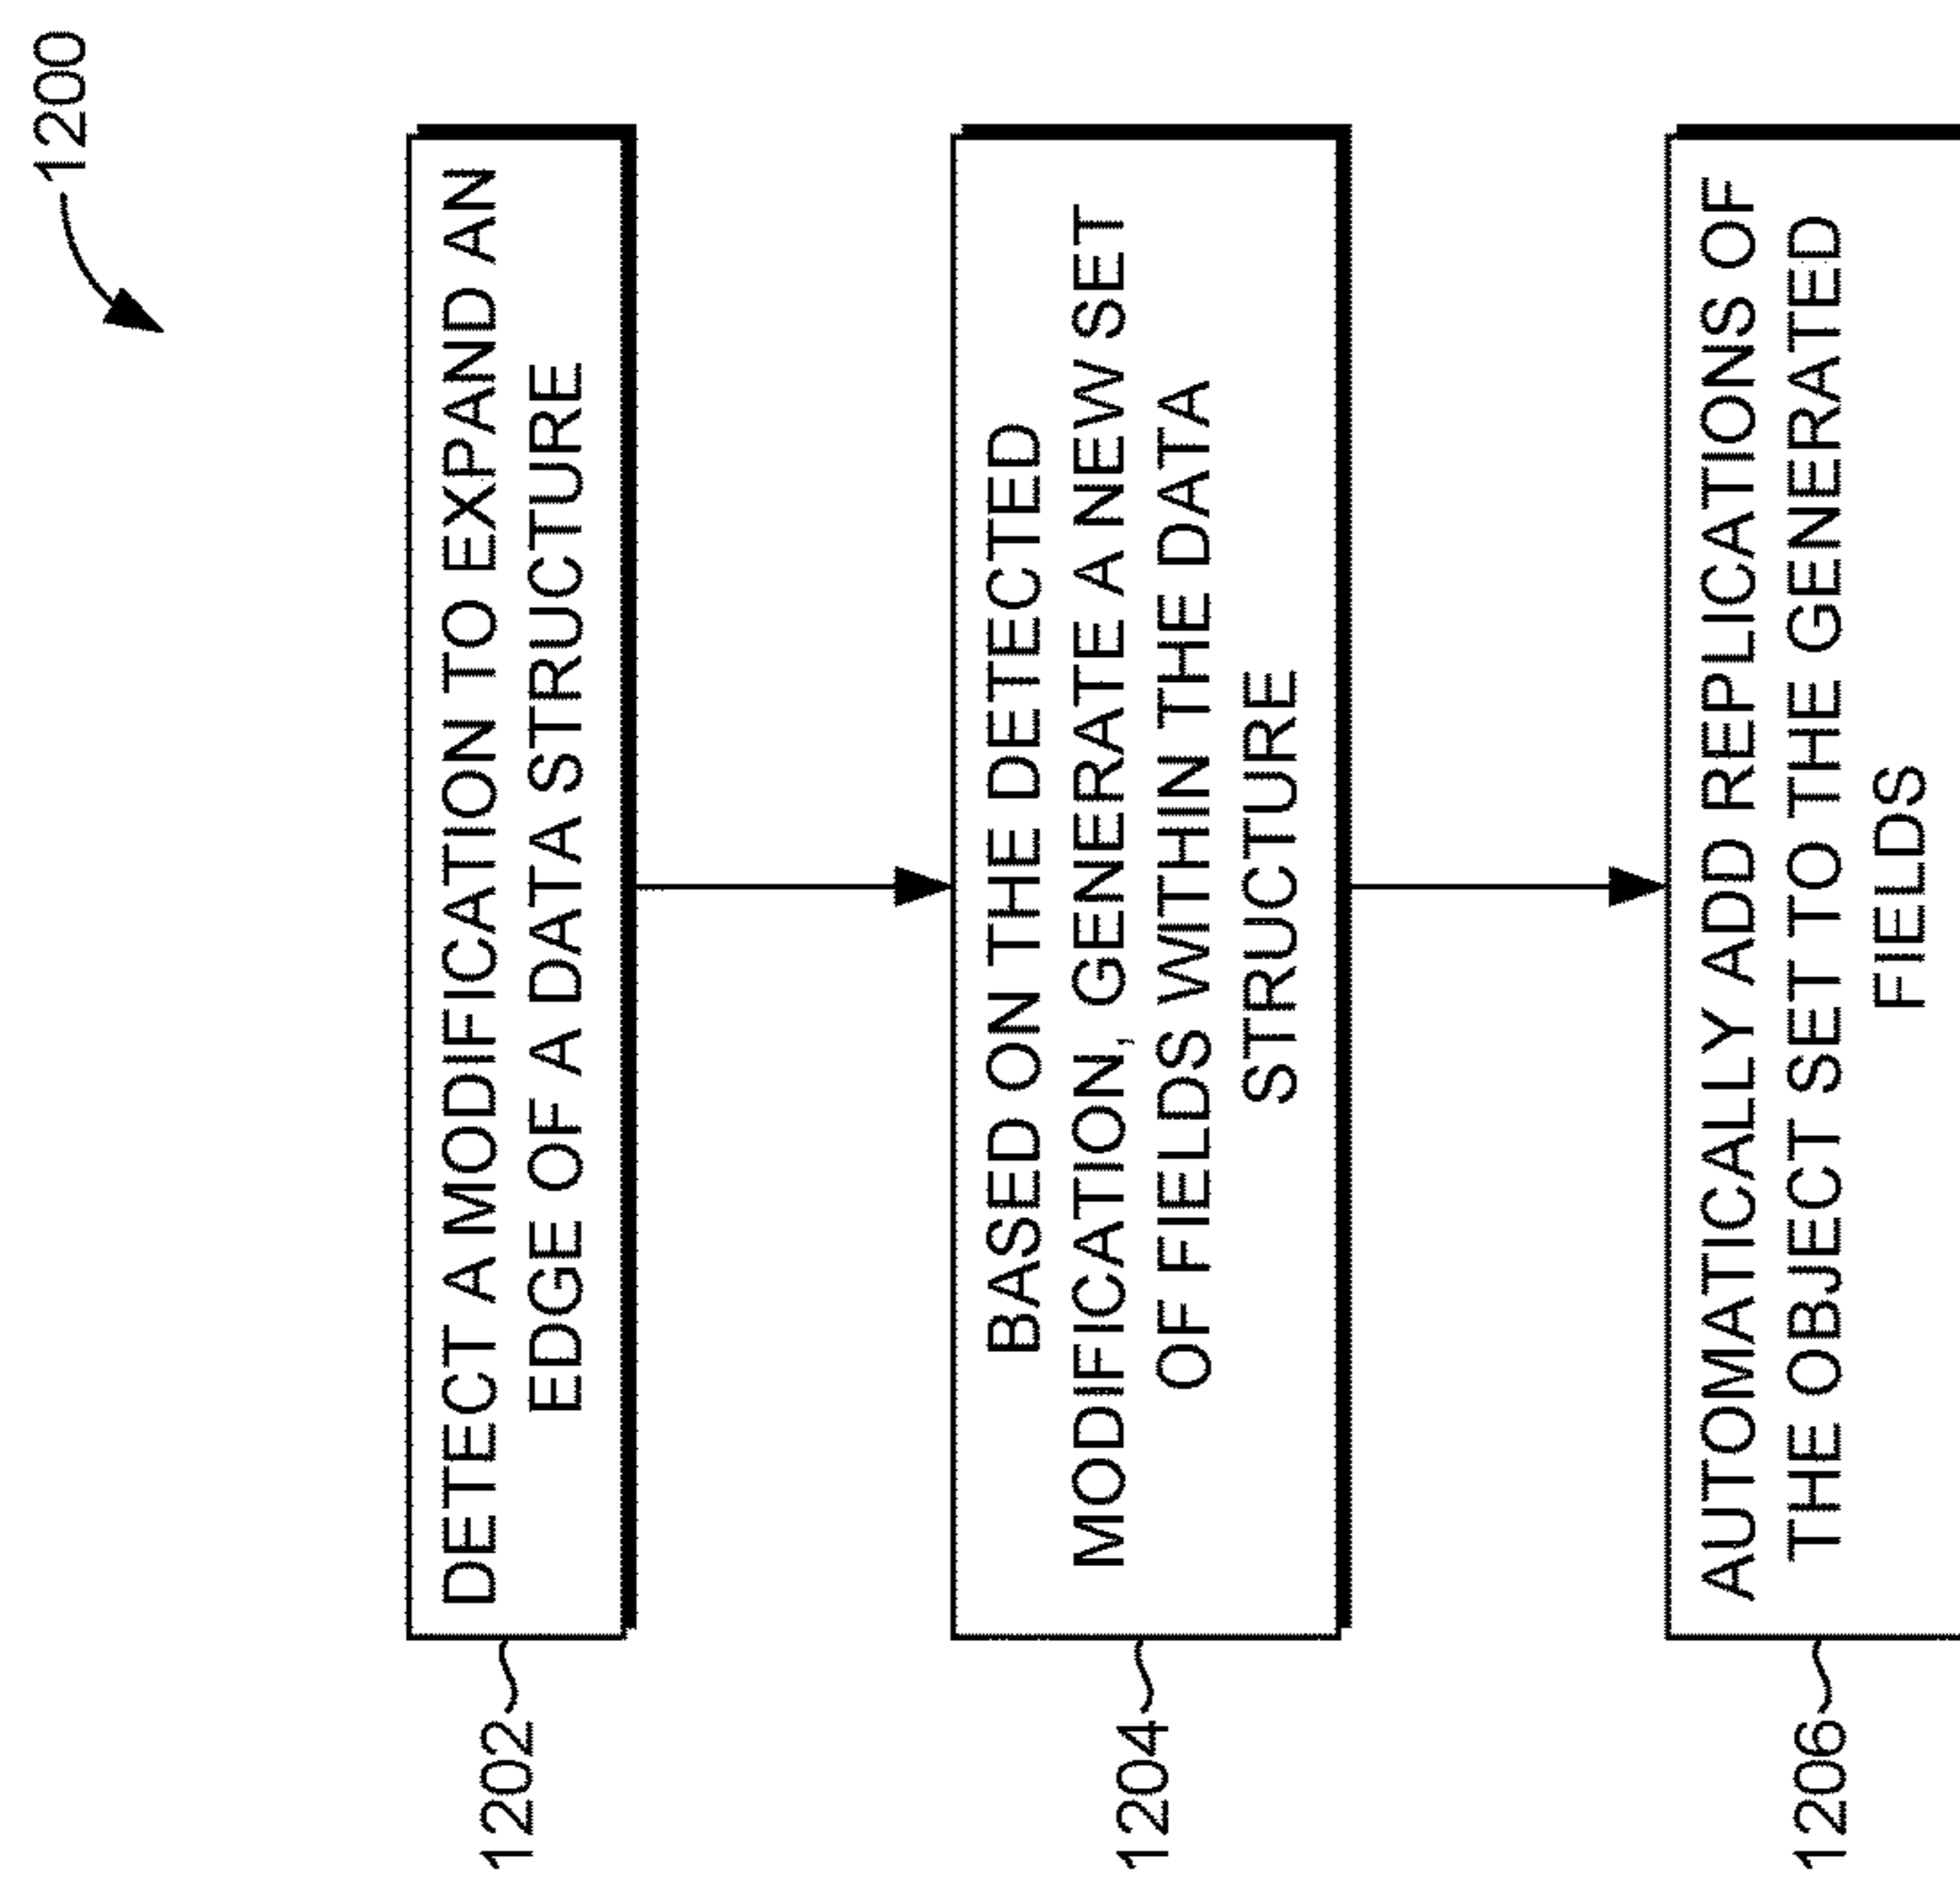 1200
1202
DETECT A MODIFICATION TO EXPAND AN
EDGE OF A DATA STRUCTURE
1204
BASED ON THE DETECTED
MODIFICATION, GENERATE A NEW SET
OF FIELDS WITHIN THE DATA
STRUCTURE
1206
AUTOMATICALLY ADD REPLICATIONS OF
THE OBJECT SET TO THE GENERATED
FIELDS